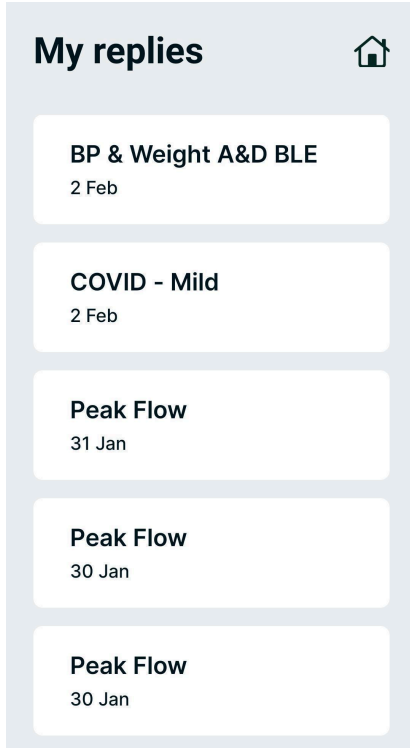 My replies
BP & Weight A&D BLE
2 Feb
COVID - Mild
2 Feb
Peak Flow
31 Jan
Peak Flow
30 Jan
Peak Flow
30 Jan